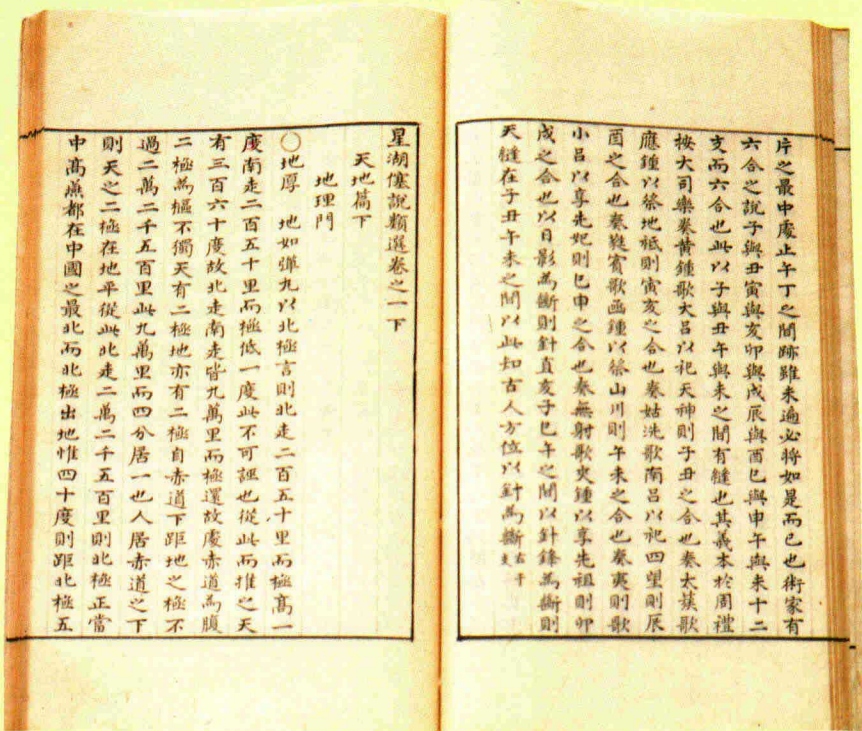 片之最中處止午丁之間跡雖未遍必將如是而已也術家有
六合之說子與丑寅與亥卯與戌辰與酉巳與申午與未十二
支而六合也此以子與丑午與未之間有縫也其義本於周禮
按大司樂奏黃鍾歌大呂以祀天神則子丑之合也奏太蔟歌
應鍾以祭地祗則寅亥之合也奏姑洗歌南呂以祀四望則辰
酉之合也奏蕤賓歌函鍾以祭山川則午未之合也奏夷則歌
小呂以享先妣則巳申之合也奏無射歌夾鍾以享先祖則卯
戌之合也以日影為斷則針直亥子巳午之間以針鋒為斷則
天縫在子丑午未之間以此知古人方位以針為斷
星湖僿說類選卷之一下
天地篇下
地理門
○地厚 地如彈丸以北極言則北走二百五十里而極高一
度南走二百五十里而極低一度此不可誣也從此而推之天
有三百六十度故北走南走皆九萬里而極還故處赤道為腹
二極為樞不獨天有二極地亦有二極自赤道下距地之極不
過二萬二千五百里此九萬里而四分居一也人居赤道之下
則天之二極在地平從此北走二萬二千五百里則北極正當
中高燕都在中國之最北而北極出地惟四十度則距北極五